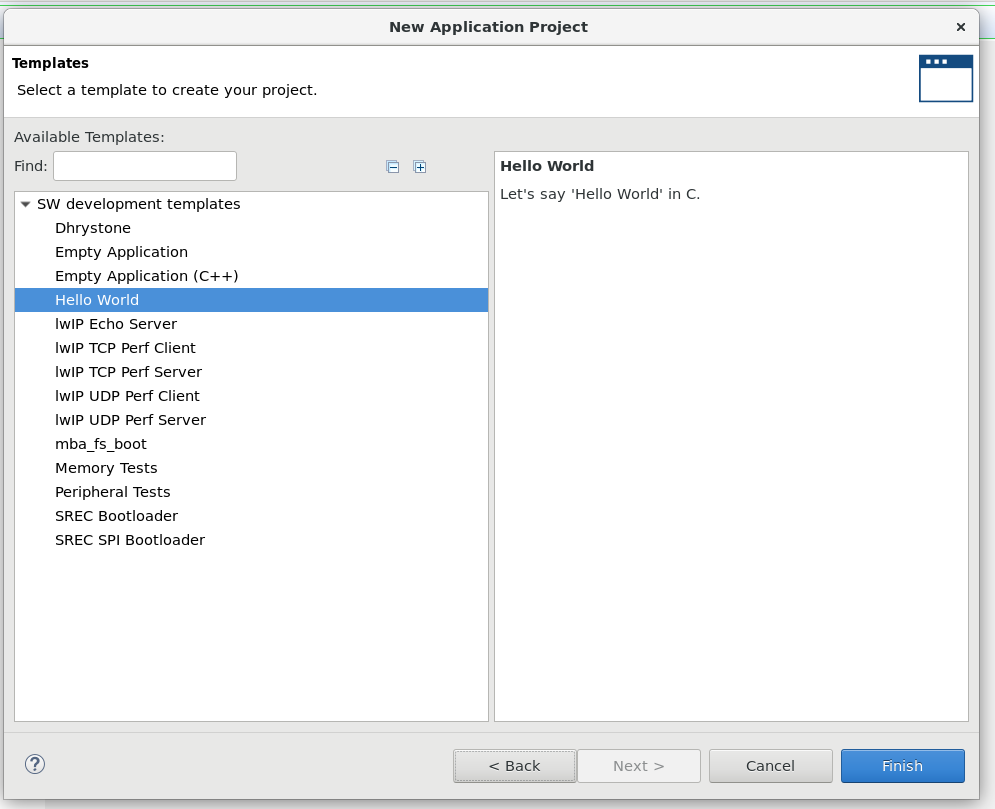 New Application Project
Templates
Select a template to create your project.
Available Templates:
Find:
SW development templates
Dhrystone
Empty Application
Empty Application (C++)
Hello World
lwIP Echo Server
lwIP TCP Perf Client
lwIP TCP Perf Server
lwIP UDP Perf Client
lwIP UDP Perf Server
mba_fs_boot
Memory Tests
Peripheral Tests
SREC Bootloader
SREC SPI Bootloader
Hello World
Let's say 'Hello World' in C.
< Back
Next >
Cancel
Finish